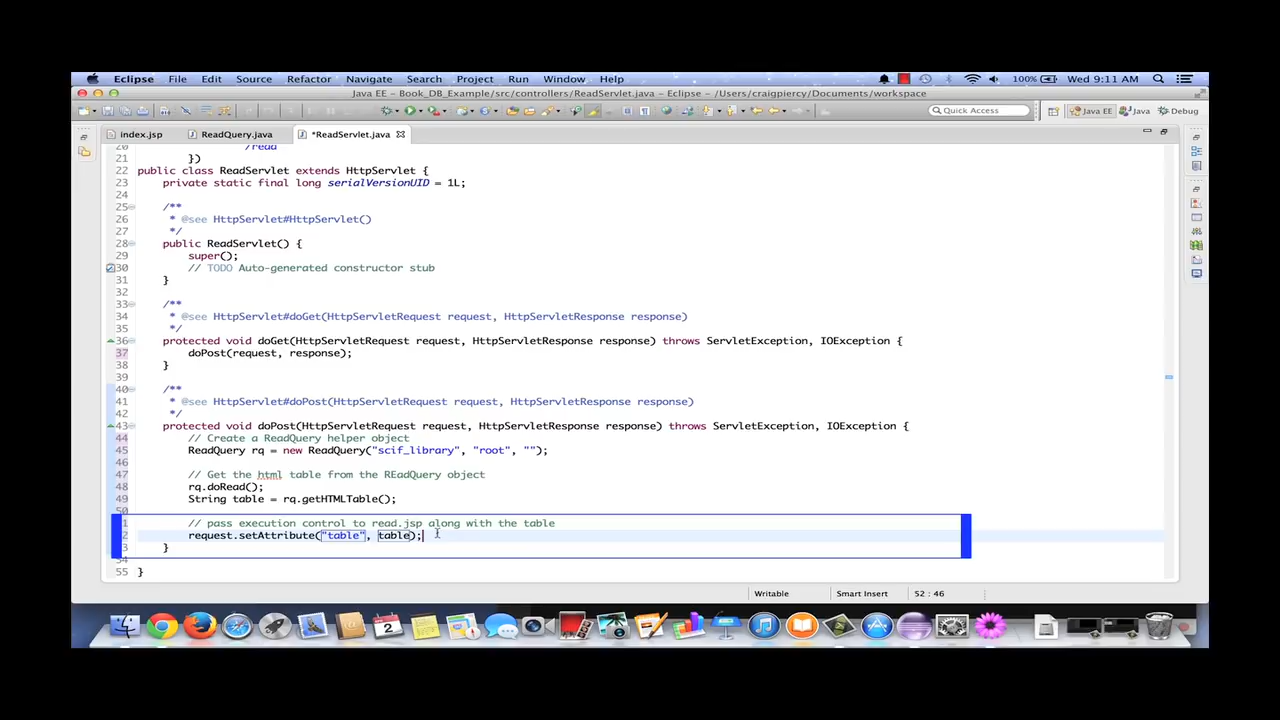 Eclipse File Edit Source Refactor Navigate Search Project Run Window Help 100% Wed 9:11 AM
Java EE - Book_DB_Example/src/controllers/ReadServlet.java - Eclipse - /Users/craigpiercy/Documents/workspace
Quick Access Java EE Java Debug
index.jsp ReadQuery.java *ReadServlet.java
20 /read
21 })
22 public class ReadServlet extends HttpServlet {
23 private static final long serialVersionUID = 1L;
24
25 /**
26 * @see HttpServlet#HttpServlet()
27 */
28 public ReadServlet() {
29 super();
30 // TODO Auto-generated constructor stub
31 }
32
33 /**
34 * @see HttpServlet#doGet(HttpServletRequest request, HttpServletResponse response)
35 */
36 protected void doGet(HttpServletRequest request, HttpServletResponse response) throws ServletException, IOException {
37 doPost(request, response);
38 }
39
40 /**
41 * @see HttpServlet#doPost(HttpServletRequest request, HttpServletResponse response)
42 */
43 protected void doPost(HttpServletRequest request, HttpServletResponse response) throws ServletException, IOException {
44 // Create a ReadQuery helper object
45 ReadQuery rq = new ReadQuery("scif_library", "root", "");
46
47 // Get the html table from the REadQuery object
48 rq.doRead();
49 String table = rq.getHTMLTable();
50
1 // pass execution control to read.jsp along with the table
2 request.setAttribute("table", table);
3 }
54
55 }
Writable Smart Insert 52 : 46
2